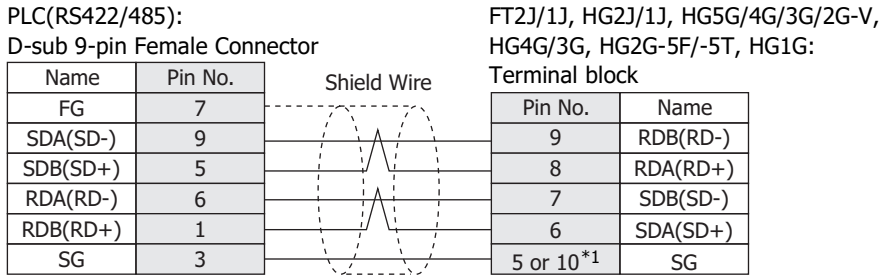 PLC(RS422/485):
D-sub 9-pin Female Connector
FT2J/1J, HG2J/1J, HG5G/4G/3G/2G-V,
HG4G/3G, HG2G-5F/-5T, HG1G:
Terminal block
Name Pin No.
Shield Wire
FG 7
SDA(SD-) 9
SDB(SD+) 5
RDA(RD-) 6
RDB(RD+) 1
SG 3
Pin No. Name
9 RDB(RD-)
8 RDA(RD+)
7 SDB(SD-)
6 SDA(SD+)
5 or 10*1 SG